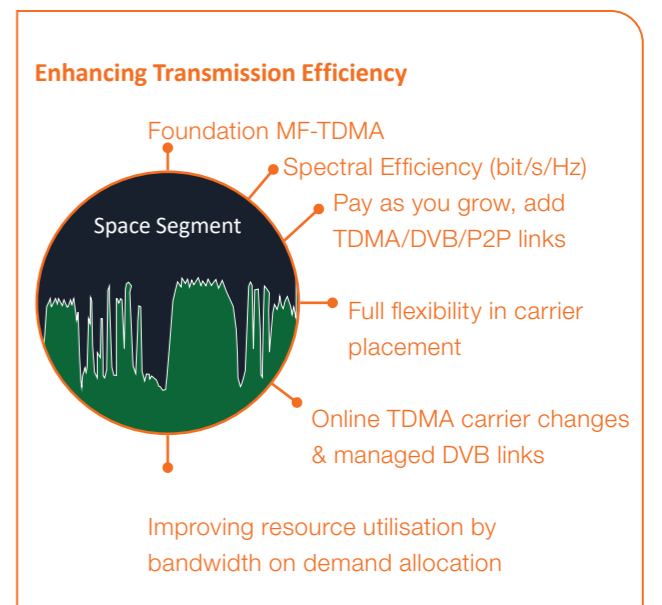 Enhancing Transmission Efficiency
Foundation MF-TDMA
Spectral Efficiency (bit/s/Hz)
Pay as you grow, add
TDMA/DVB/P2P links
Space Segment
Full flexibility in carrier
placement
Online TDMA carrier changes
& managed DVB links
Improving resource utilisation by
bandwidth on demand allocation